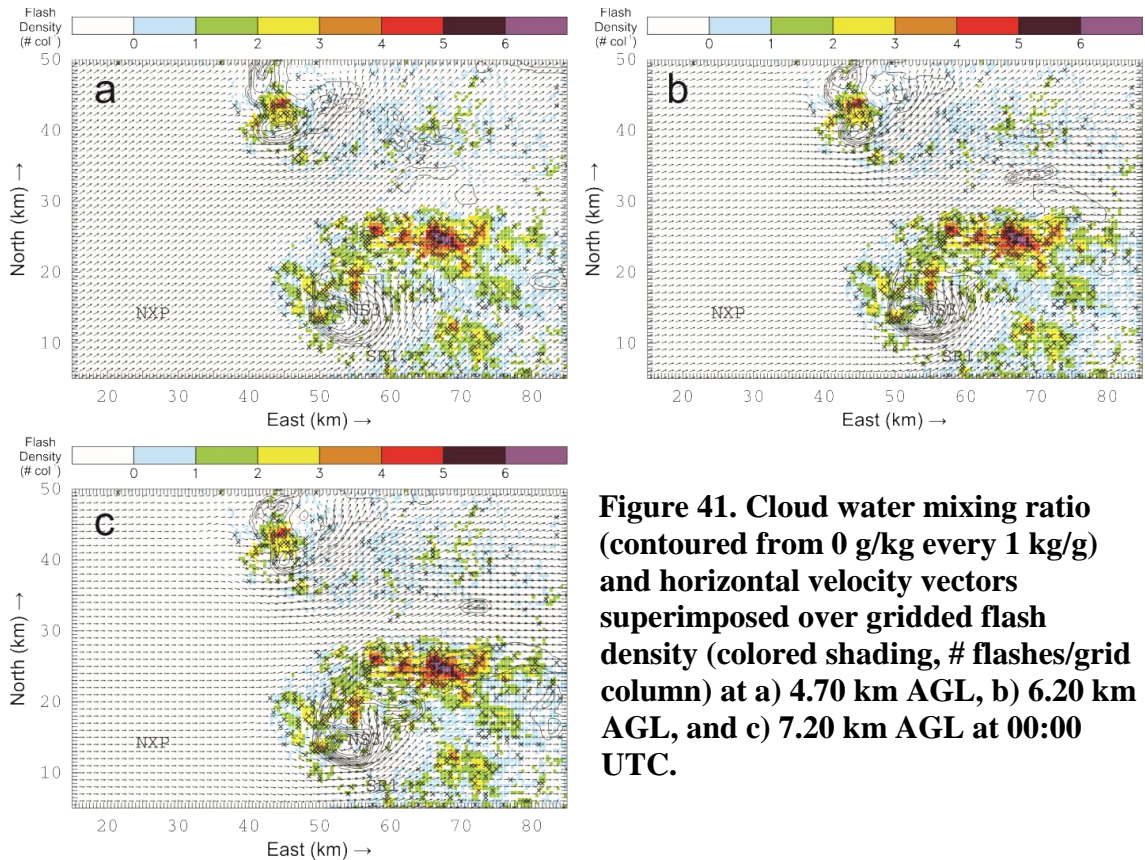 Flash
Density
(# col⁻)
0 1 2 3 4 5 6
a
50
40
30
20
10
North (km) →
NXP
NS3
SR1
20 30 40 50 60 70 80
East (km) →
Flash
Density
(# col⁻)
0 1 2 3 4 5 6
b
50
40
30
20
10
North (km) →
NXP
NS3
SR1
20 30 40 50 60 70 80
East (km) →
Flash
Density
(# col⁻)
0 1 2 3 4 5 6
c
50
40
30
20
10
North (km) →
NXP
NS3
SR1
20 30 40 50 60 70 80
East (km) →
Figure 41. Cloud water mixing ratio
(contoured from 0 g/kg every 1 kg/g)
and horizontal velocity vectors
superimposed over gridded flash
density (colored shading, # flashes/grid
column) at a) 4.70 km AGL, b) 6.20 km
AGL, and c) 7.20 km AGL at 00:00
UTC.